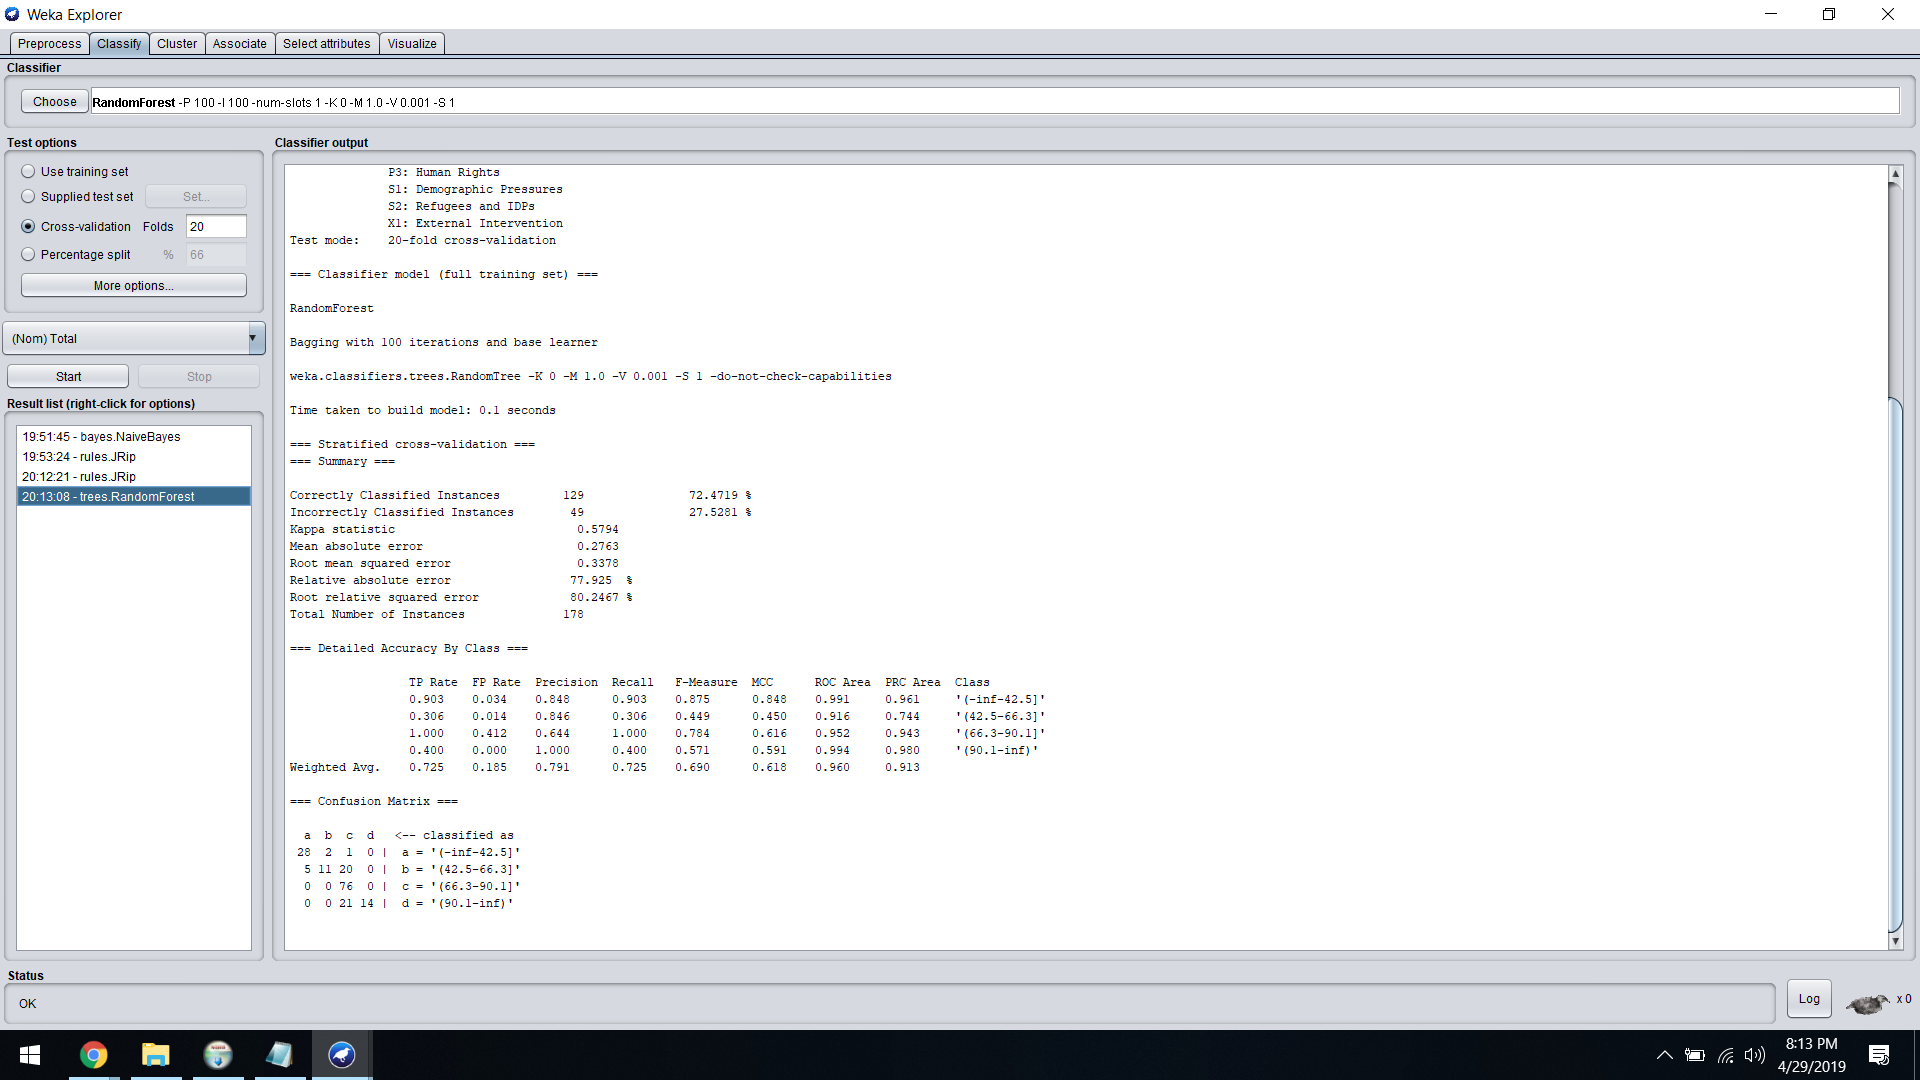 Weka Explorer
Preprocess Classify Cluster Associate Select attributes Visualize
Classifier
Choose RandomForest -P 100 -I 100 -num-slots 1 -K 0 -M 1.0 -V 0.001 -S 1
Test options
Use training set
Supplied test set Set...
Cross-validation Folds 20
Percentage split % 66
More options...
(Nom) Total
Start Stop
Result list (right-click for options)
19:51:45 - bayes.NaiveBayes
19:53:24 - rules.JRip
20:12:21 - rules.JRip
20:13:08 - trees.RandomForest
Classifier output
P3: Human Rights
S1: Demographic Pressures
S2: Refugees and IDPs
X1: External Intervention
Test mode: 20-fold cross-validation
=== Classifier model (full training set) ===
RandomForest
Bagging with 100 iterations and base learner
weka.classifiers.trees.RandomTree -K 0 -M 1.0 -V 0.001 -S 1 -do-not-check-capabilities
Time taken to build model: 0.1 seconds
=== Stratified cross-validation ===
=== Summary ===
Correctly Classified Instances 129 72.4719 %
Incorrectly Classified Instances 49 27.5281 %
Kappa statistic 0.5794
Mean absolute error 0.2763
Root mean squared error 0.3378
Relative absolute error 77.925 %
Root relative squared error 80.2467 %
Total Number of Instances 178
=== Detailed Accuracy By Class ===
TP Rate FP Rate Precision Recall F-Measure MCC ROC Area PRC Area Class
0.903 0.034 0.848 0.903 0.875 0.848 0.991 0.961 '(-inf-42.5]'
0.306 0.014 0.846 0.306 0.449 0.450 0.916 0.744 '(42.5-66.3]'
1.000 0.412 0.644 1.000 0.784 0.616 0.952 0.943 '(66.3-90.1]'
0.400 0.000 1.000 0.400 0.571 0.591 0.994 0.980 '(90.1-inf)'
Weighted Avg. 0.725 0.185 0.791 0.725 0.690 0.618 0.960 0.913
=== Confusion Matrix ===
a b c d <-- classified as
28 2 1 0 | a = '(-inf-42.5]'
5 11 20 0 | b = '(42.5-66.3]'
0 0 76 0 | c = '(66.3-90.1]'
0 0 21 14 | d = '(90.1-inf)'
Status
OK
Log x 0
8:13 PM
4/29/2019